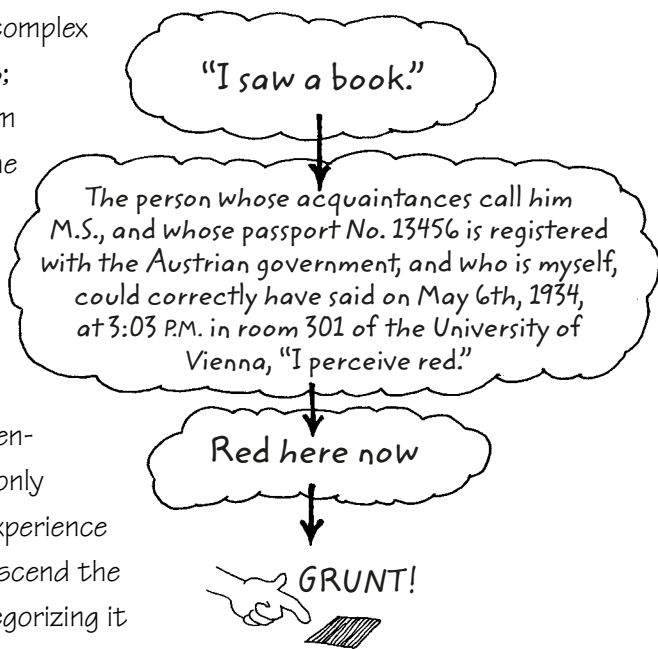 complex
;
en-
only
xperience
scend the
egorizing it
"I saw a book."
The person whose acquaintances call him
M.S., and whose passport No. 13456 is registered
with the Austrian government, and who is myself,
could correctly have said on May 6th, 1934,
at 3:03 P.M. in room 301 of the University of
Vienna, "I perceive red."
Red here now
GRUNT!